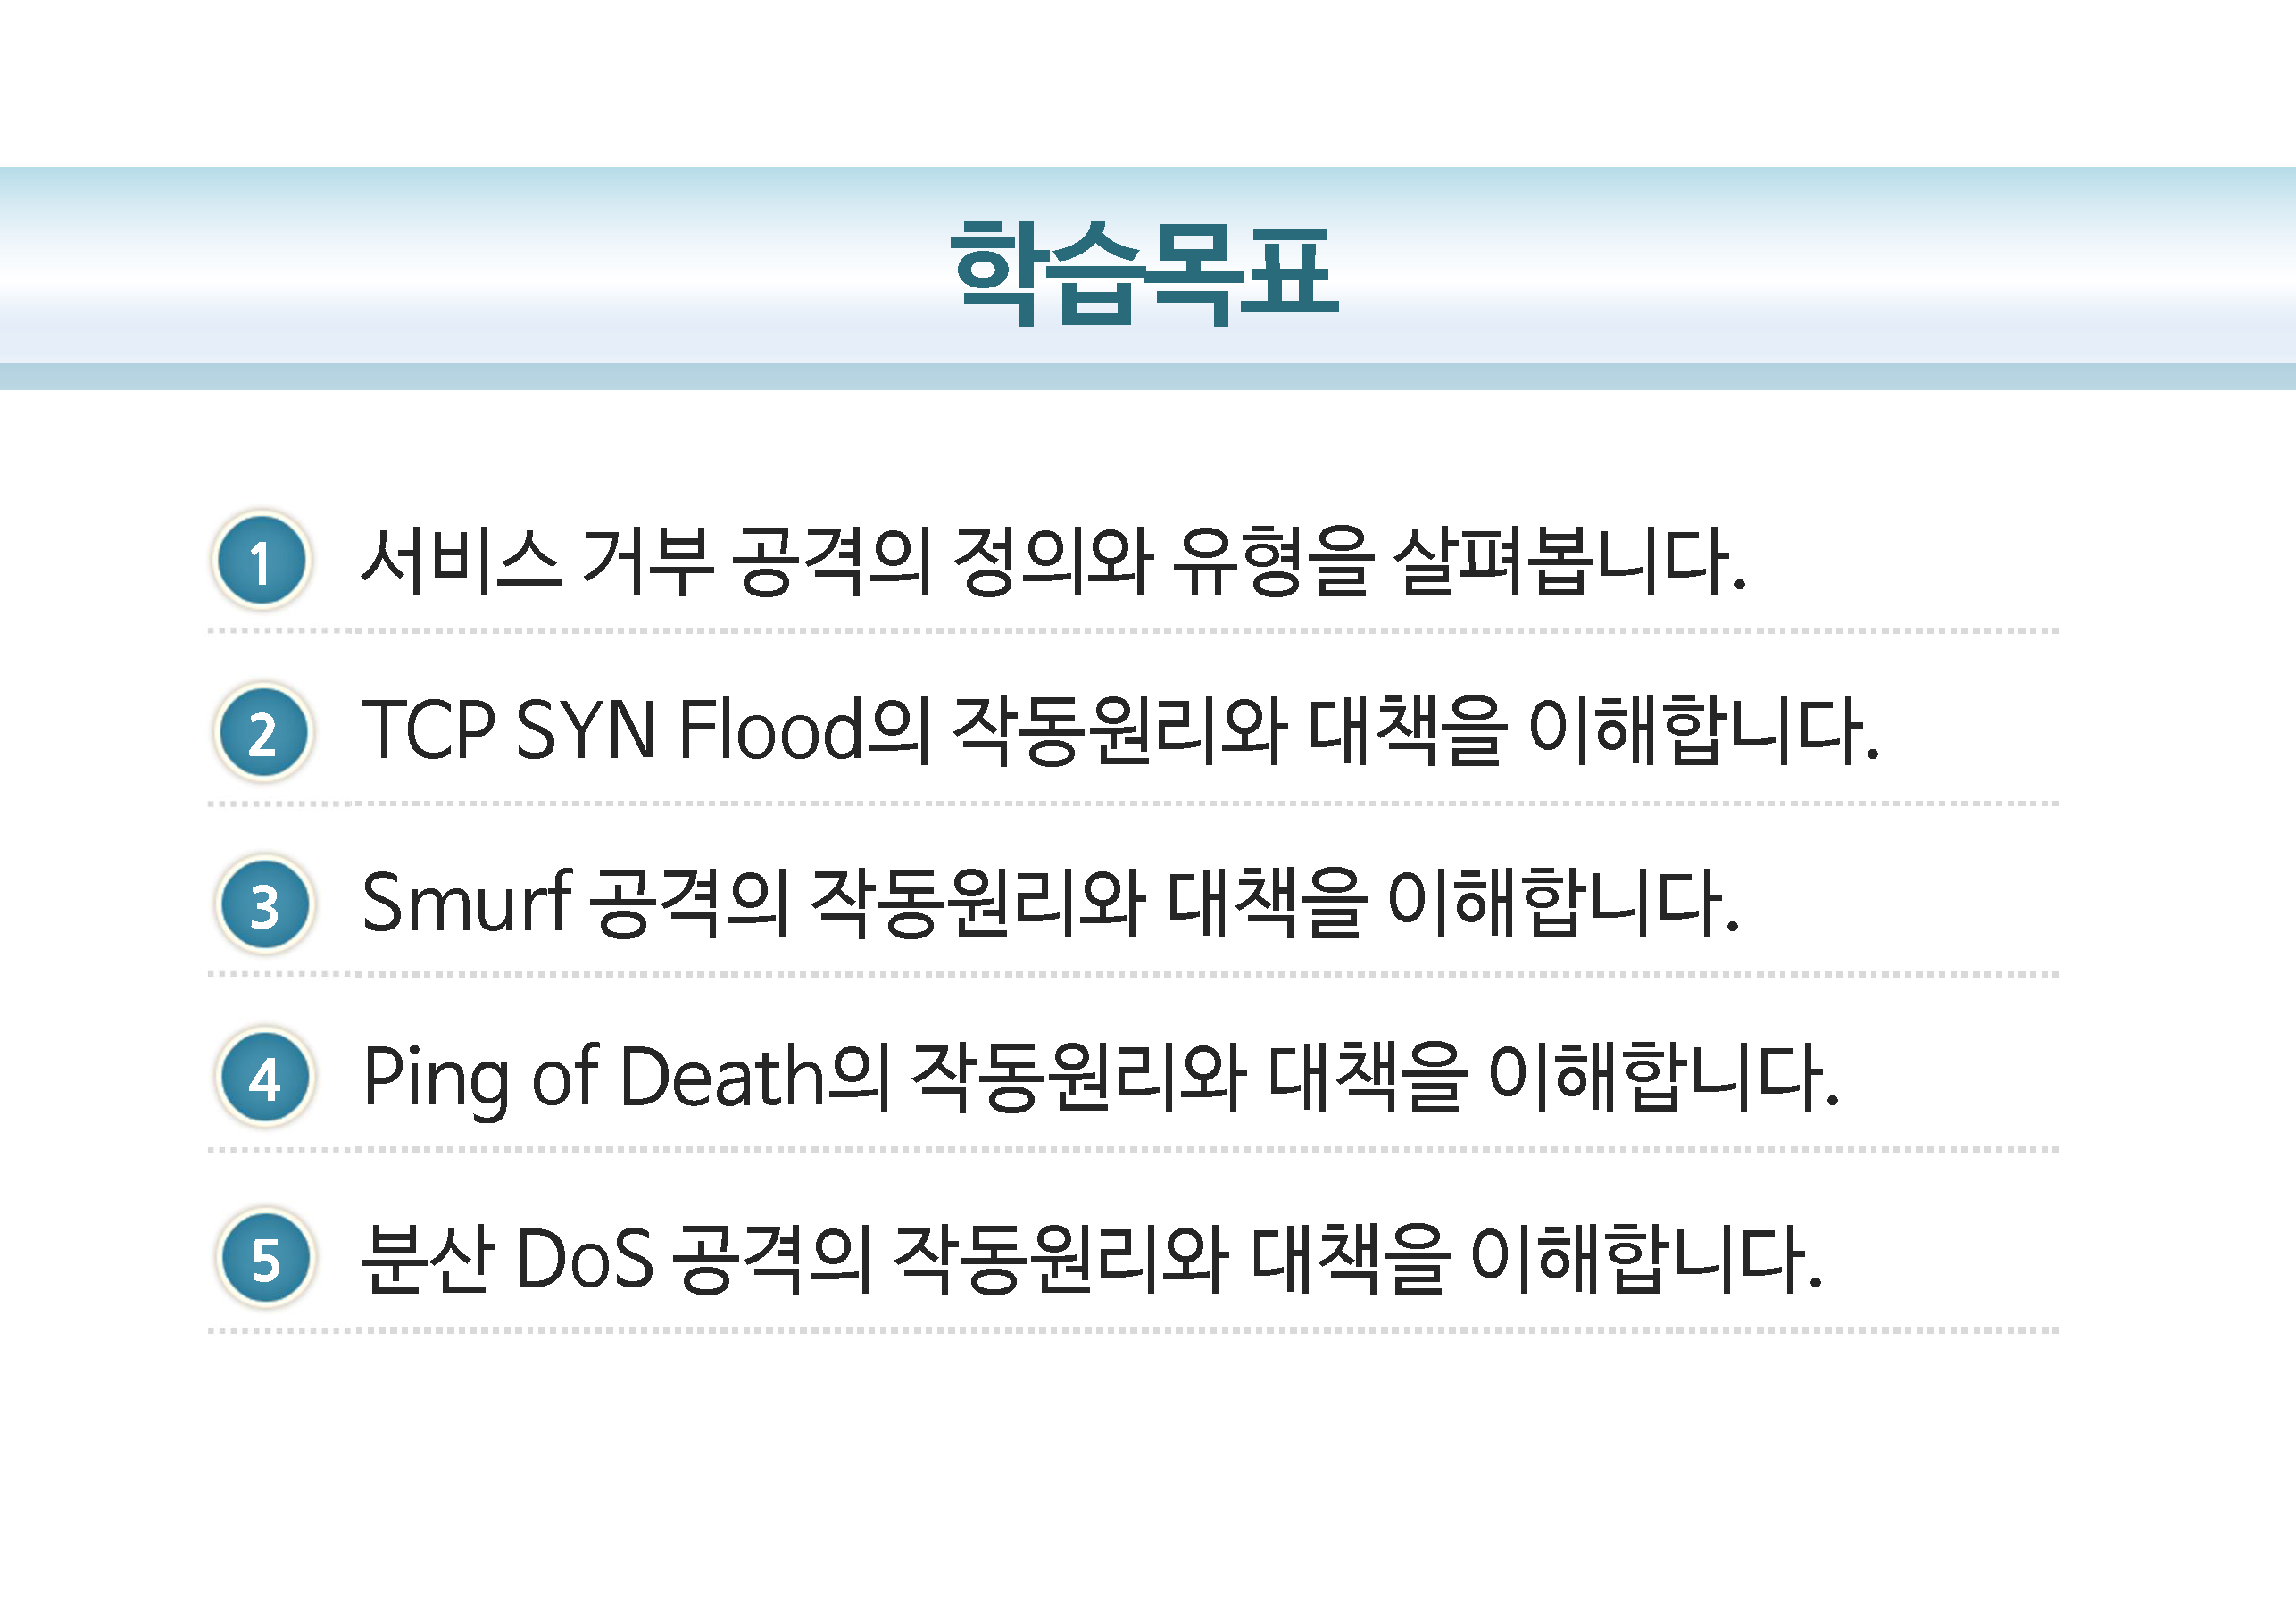 학습목표
1 서비스 거부 공격의 정의와 유형을 살펴봅니다.
2 TCP SYN Flood의 작동원리와 대책을 이해합니다.
3 Smurf 공격의 작동원리와 대책을 이해합니다.
4 Ping of Death의 작동원리와 대책을 이해합니다.
5 분산 DoS 공격의 작동원리와 대책을 이해합니다.